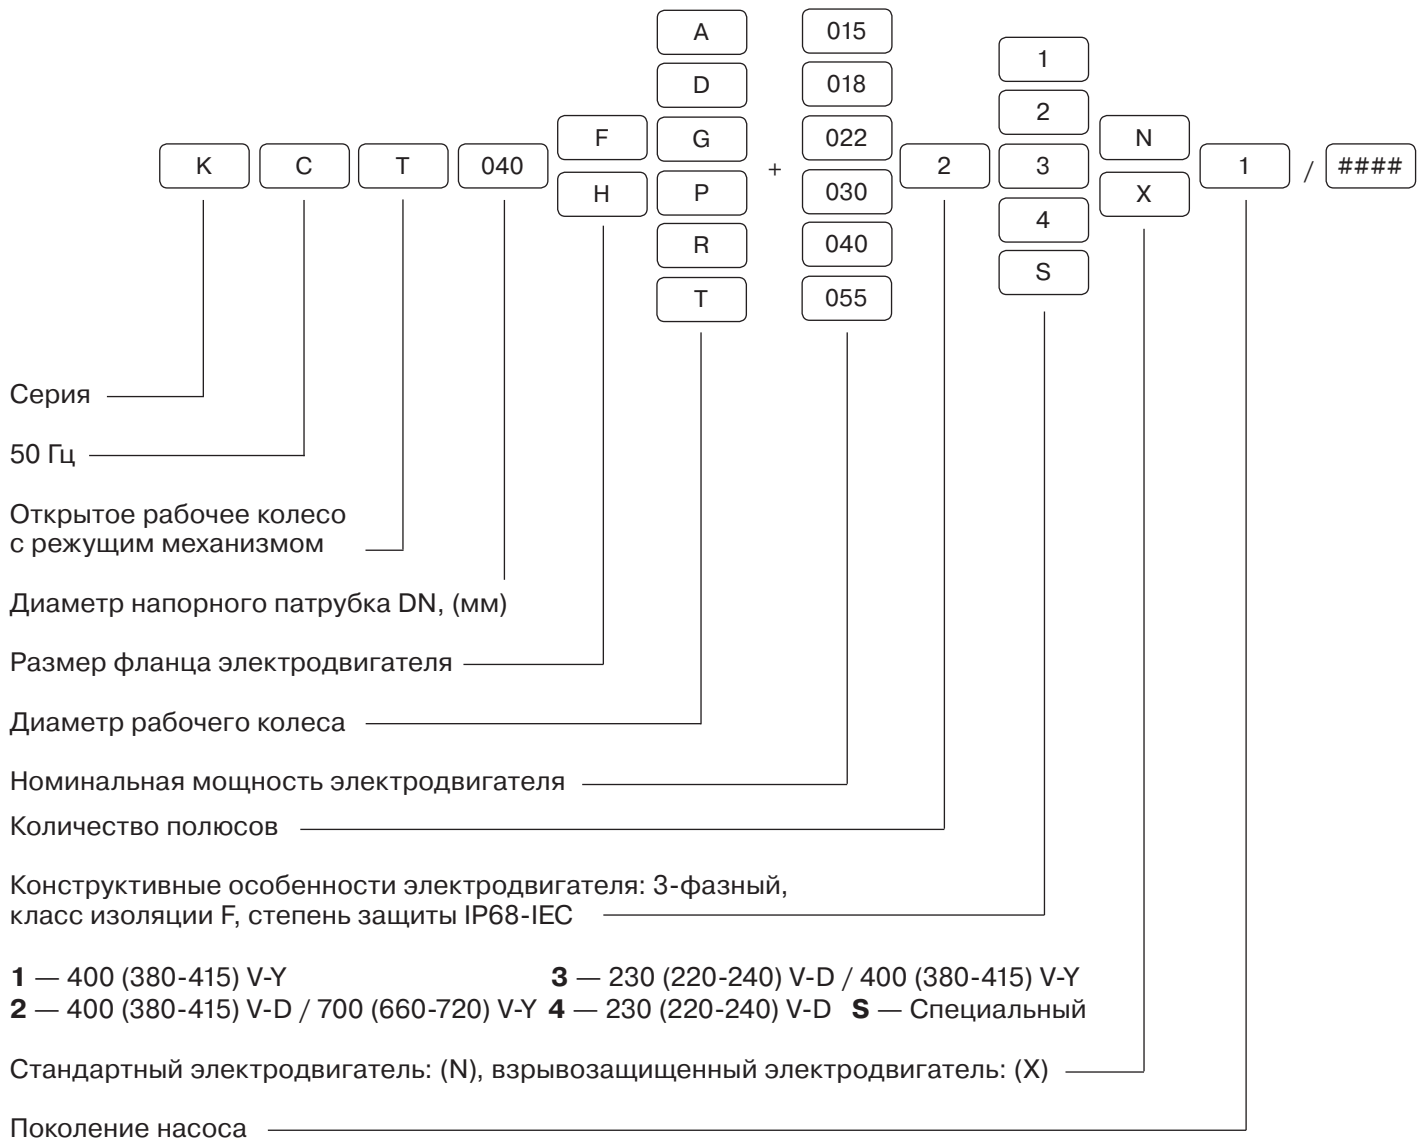 A
D
G
P
R
T
015
018
022
030
040
055
1
2
3
4
S
F
H
N
X
K
C
T
040
+
2
1
/
####
Серия
50 Гц
Открытое рабочее колесо
с режущим механизмом
Диаметр напорного патрубка DN, (мм)
Размер фланца электродвигателя
Диаметр рабочего колеса
Номинальная мощность электродвигателя
Количество полюсов
Конструктивные особенности электродвигателя: 3-фазный,
класс изоляции F, степень защиты IP68-IEC
1 — 400 (380-415) V-Y 3 — 230 (220-240) V-D / 400 (380-415) V-Y
2 — 400 (380-415) V-D / 700 (660-720) V-Y 4 — 230 (220-240) V-D S — Специальный
Стандартный электродвигатель: (N), взрывозащищенный электродвигатель: (X)
Поколение насоса